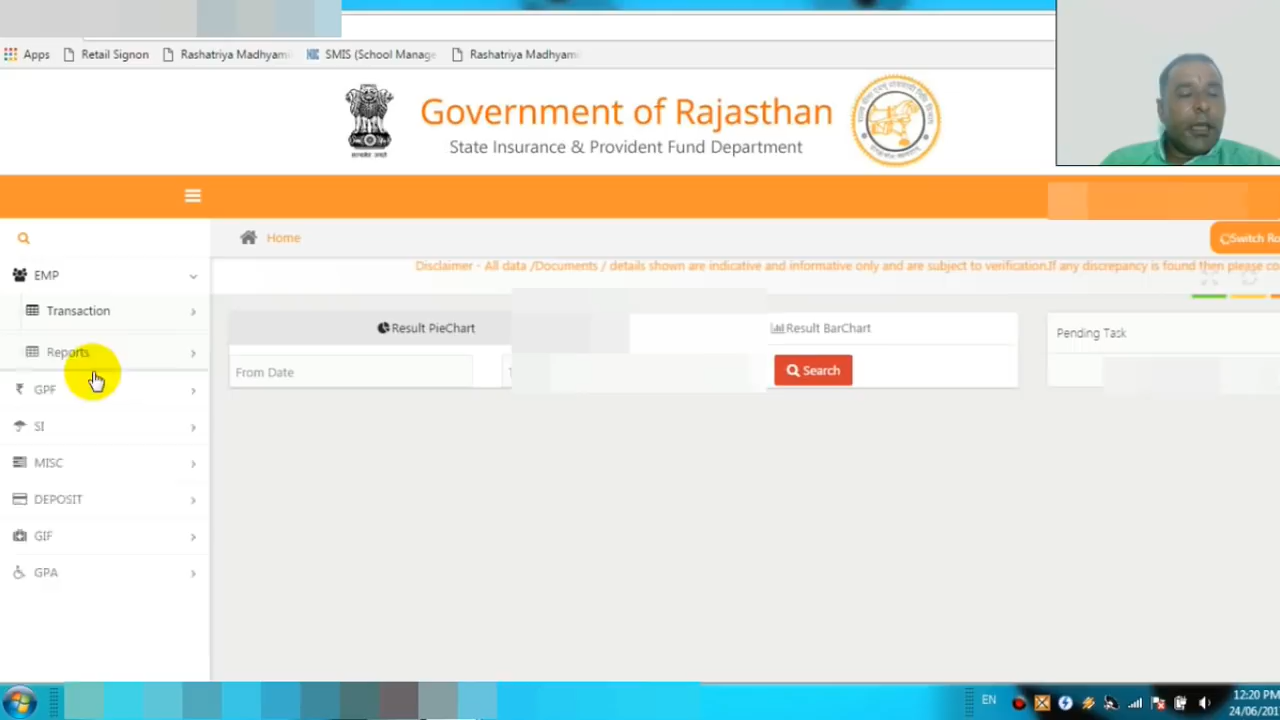 Apps Retail Signon Rashatriya Madhyami SMIS (School Manage Rashatriya Madhyam
Government of Rajasthan
State Insurance & Provident Fund Department
Home
Switch Ro
Disclaimer - All data /Documents / details shown are indicative and informative only and are subject to verification.If any discrepancy is found then please co
EMP
Transaction
Reports
GPF
SI
MISC
DEPOSIT
GIF
GPA
Result PieChart
Result BarChart
From Date
Search
Pending Task
EN
12:20 PM
24/06/201